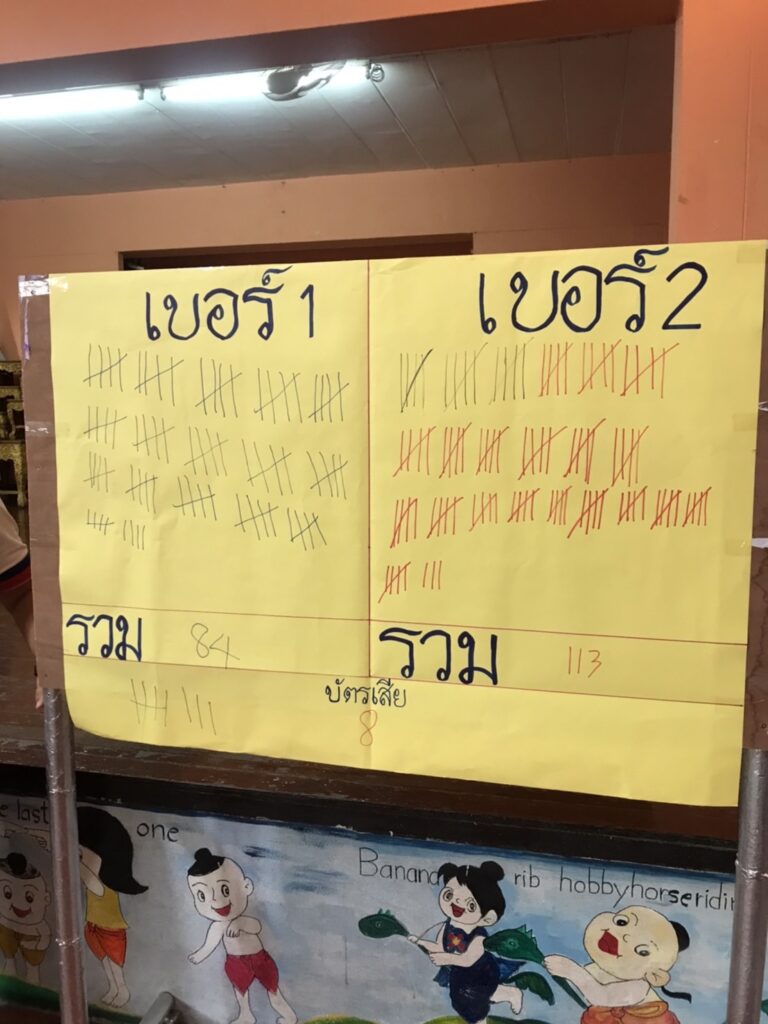 เบอร์ 1
เบอร์ 2
รวม 84
รวม 113
บัตรเสีย
8
last
one
Banana rib hobbyhorseridin